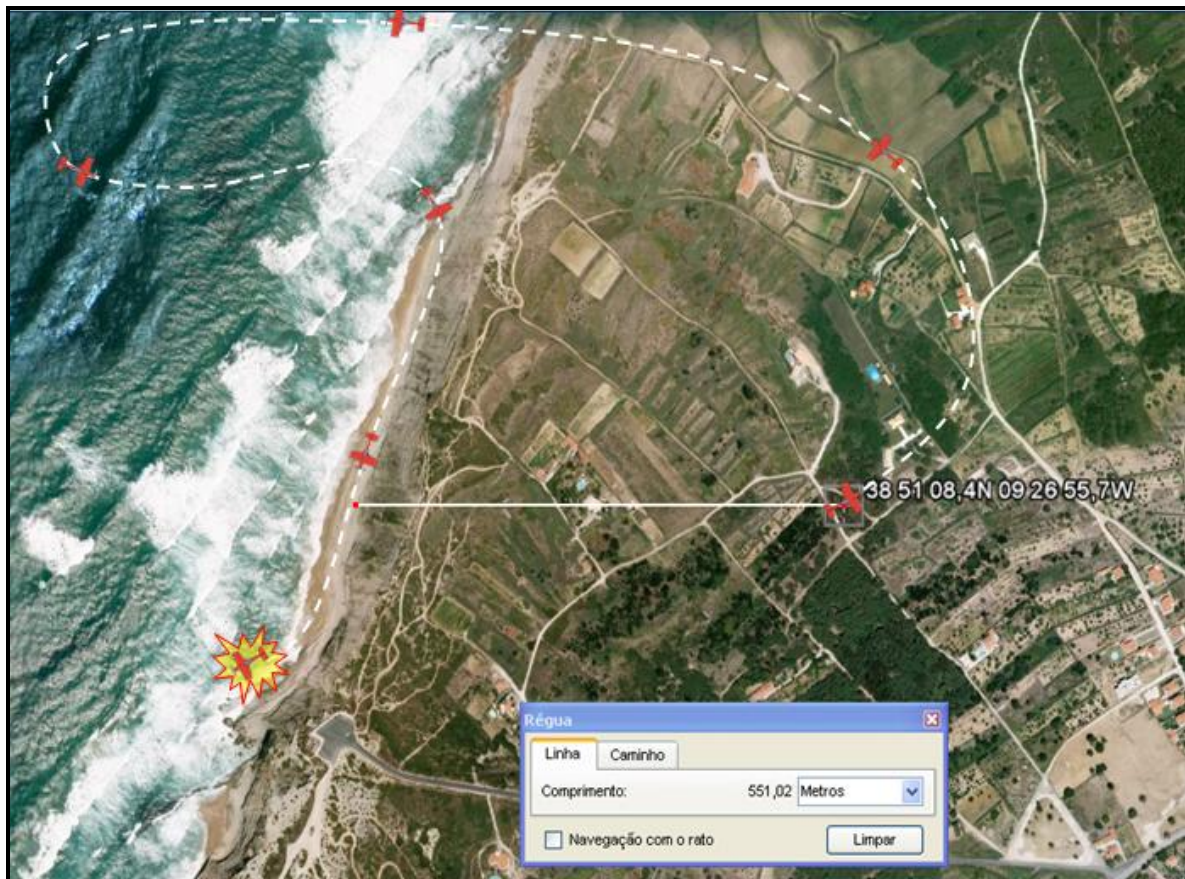 38 51 08,4N 09 26 55,7W
Régua
Linha Caminho
Comprimento: 551,02 Metros
Navegação com o rato Limpar